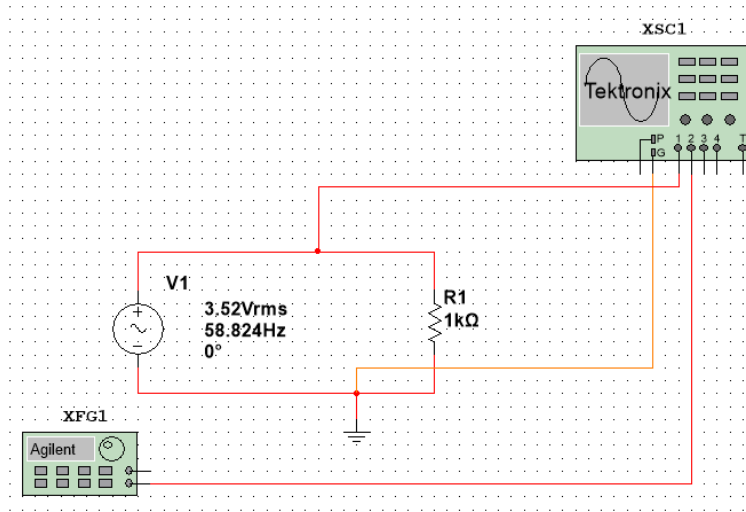 XSC1
Tektronix
P
G
1 2 3 4
T
V1
3.52Vrms
58.824Hz
0°
R1
1kΩ
XFG1
Agilent